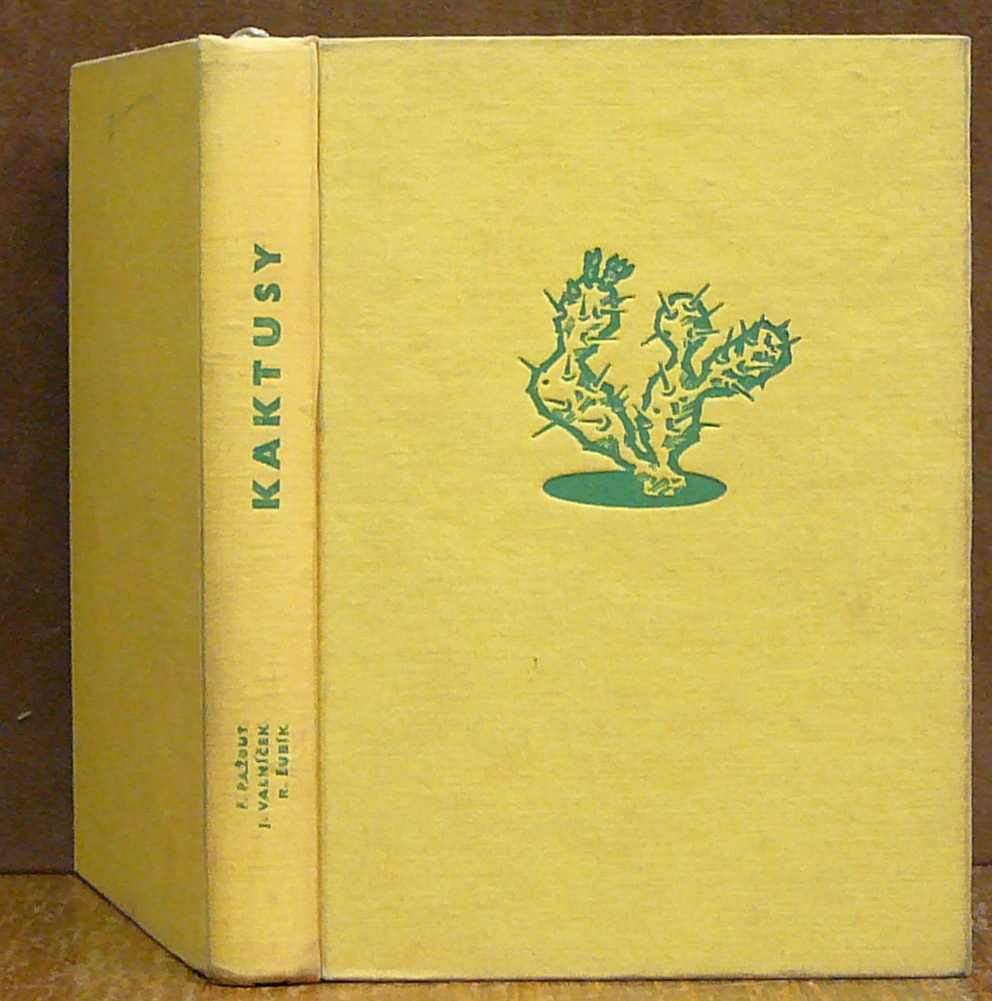 KAKTUSY
F. PAŽOUT
J. VALNÍČEK
R. ŠUBÍK